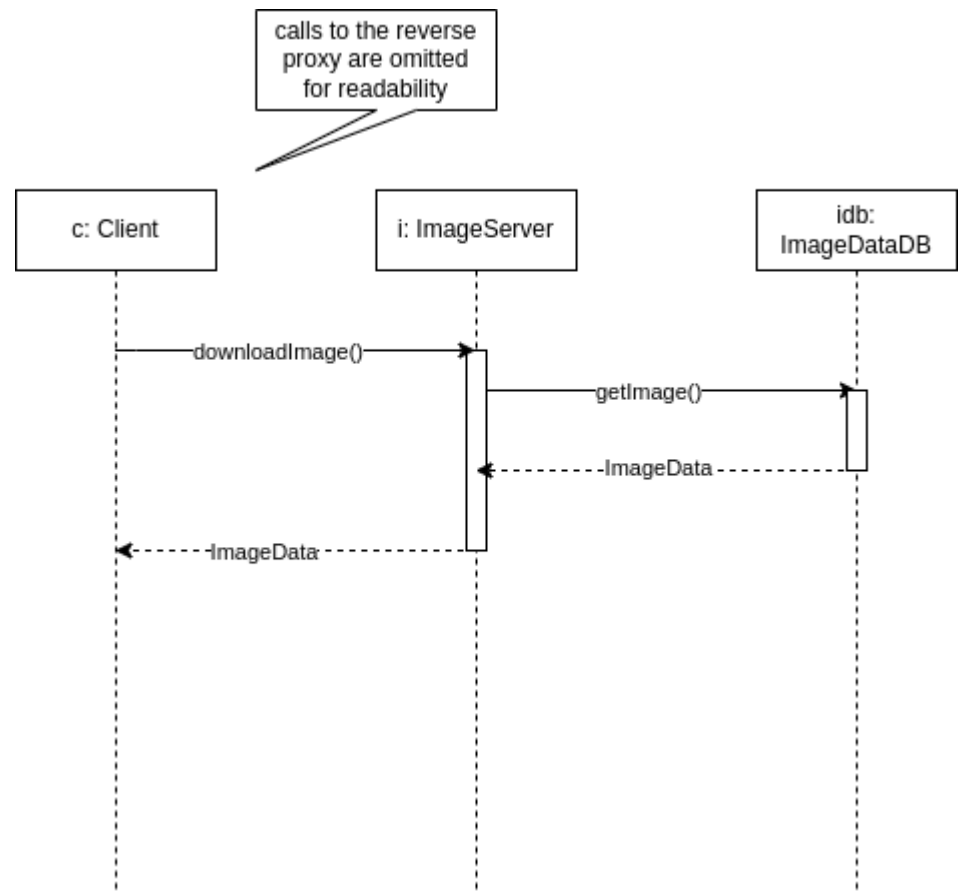 calls to the reverse
proxy are omitted
for readability
c: Client
i: ImageServer
idb:
ImageDataDB
downloadImage()
getImage()
ImageData
ImageData